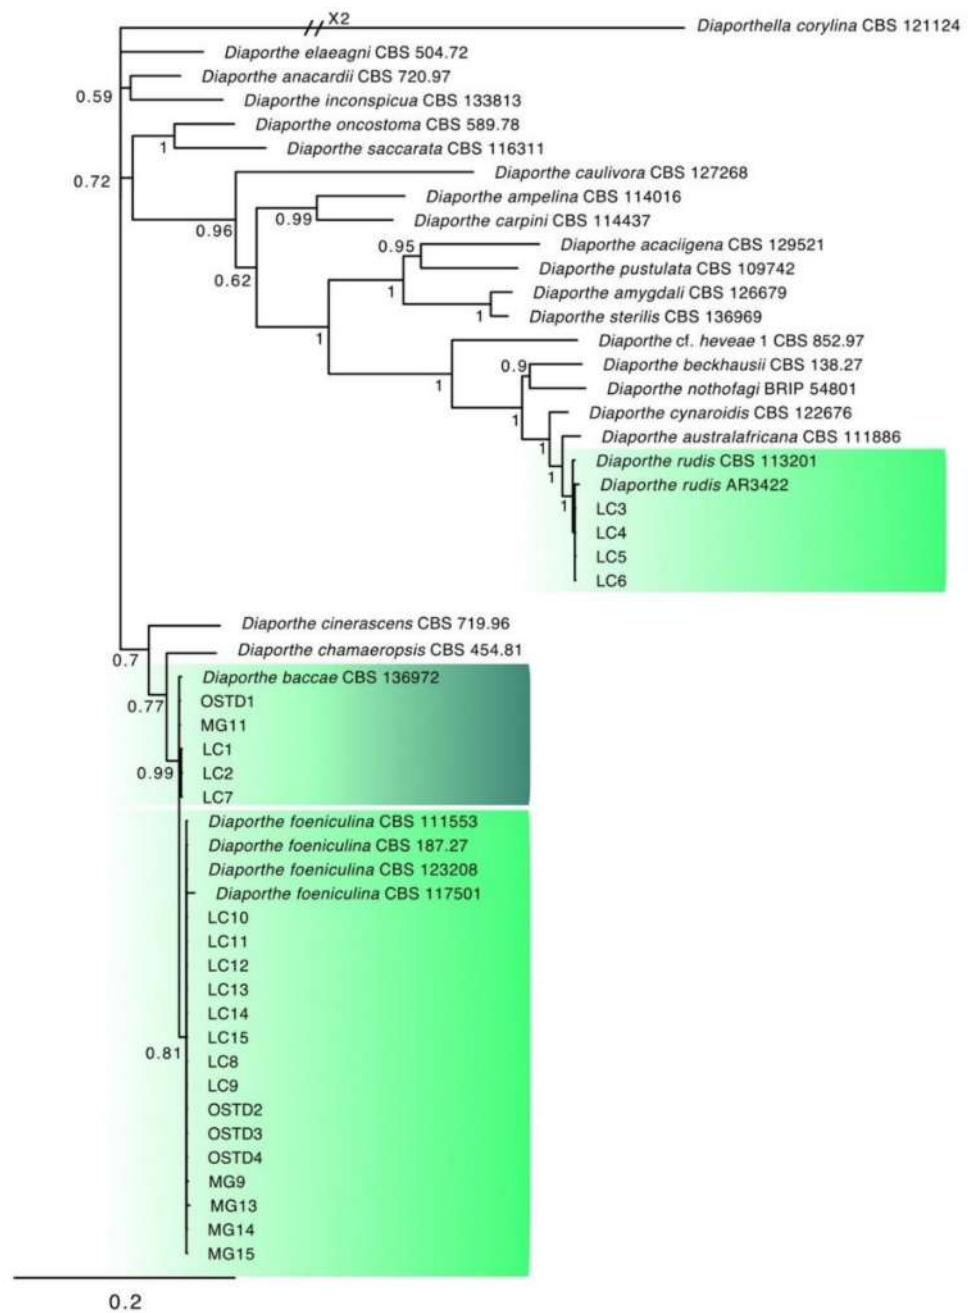 X2
Diaporthella corylina CBS 121124
Diaporthe elaeagni CBS 504.72
Diaporthe anacardii CBS 720.97
0.59
Diaporthe inconspicua CBS 133813
Diaporthe oncostoma CBS 589.78
1
Diaporthe saccarata CBS 116311
Diaporthe caulivora CBS 127268
0.72
Diaporthe ampelina CBS 114016
0.99
Diaporthe carpini CBS 114437
0.96
Diaporthe acaciigena CBS 129521
0.95
Diaporthe pustulata CBS 109742
0.62
Diaporthe amygdali CBS 126679
1
Diaporthe sterilis CBS 136969
1
Diaporthe cf. heveae 1 CBS 852.97
1
Diaporthe beckhausii CBS 138.27
0.9
Diaporthe nothofagi BRIP 54801
1
Diaporthe cynaroidis CBS 122676
1
Diaporthe australafricana CBS 111886
1
Diaporthe rudis CBS 113201
1
Diaporthe rudis AR3422
1
LC3
LC4
LC5
LC6
Diaporthe cinerascens CBS 719.96
Diaporthe chamaeropsis CBS 454.81
0.7
Diaporthe baccae CBS 136972
OSTD1
0.77
MG11
LC1
LC2
0.99
LC7
Diaporthe foeniculina CBS 111553
Diaporthe foeniculina CBS 187.27
Diaporthe foeniculina CBS 123208
Diaporthe foeniculina CBS 117501
LC10
LC11
LC12
LC13
LC14
LC15
0.81
LC8
LC9
OSTD2
OSTD3
OSTD4
MG9
MG13
MG14
MG15
0.2